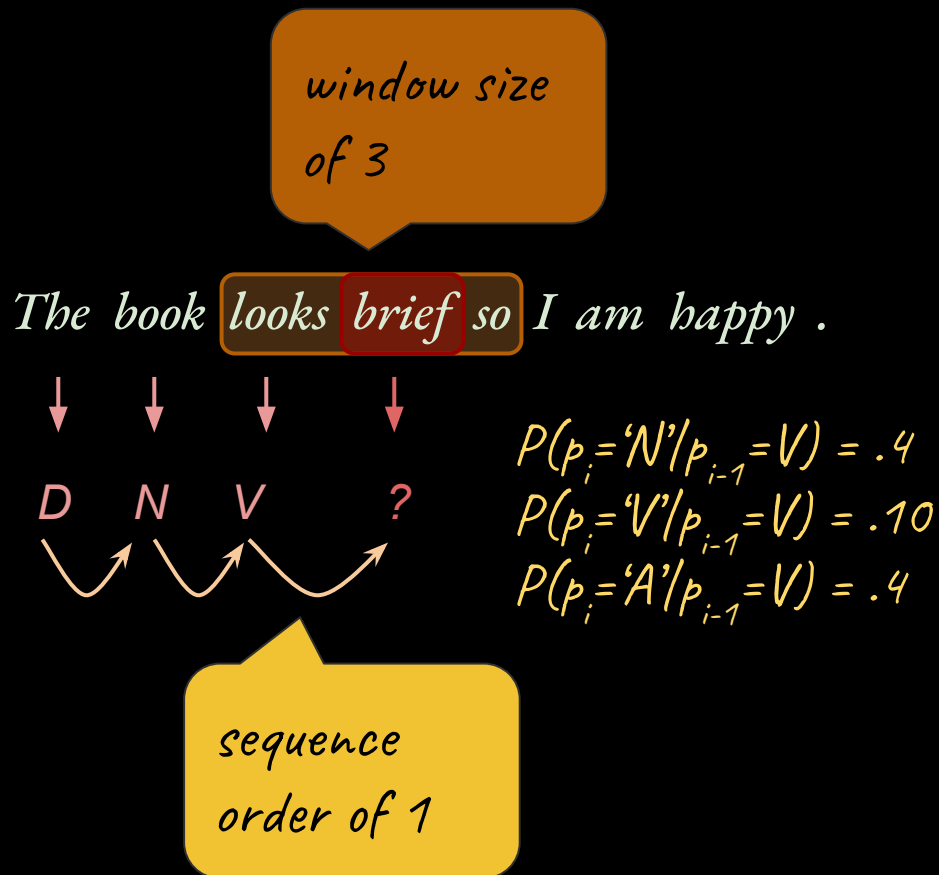 window size
of 3
The book looks brief so I am happy .
D N V ?
P(pᵢ=‘N’|pᵢ₋₁=V) = .4
P(pᵢ=‘V’|pᵢ₋₁=V) = .10
P(pᵢ=‘A’|pᵢ₋₁=V) = .4
sequence
order of 1